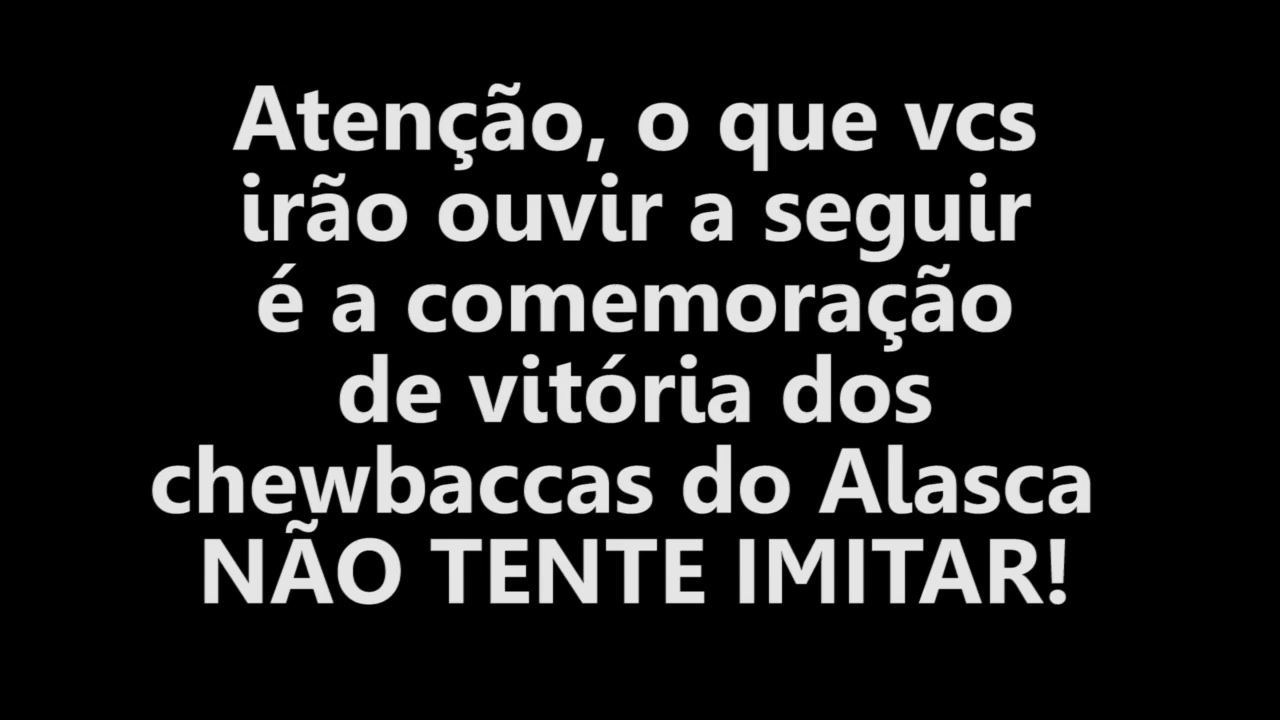 Atenção, o que vcs
irão ouvir a seguir
é a comemoração
de vitória dos
chewbaccas do Alasca
NÃO TENTE IMITAR!